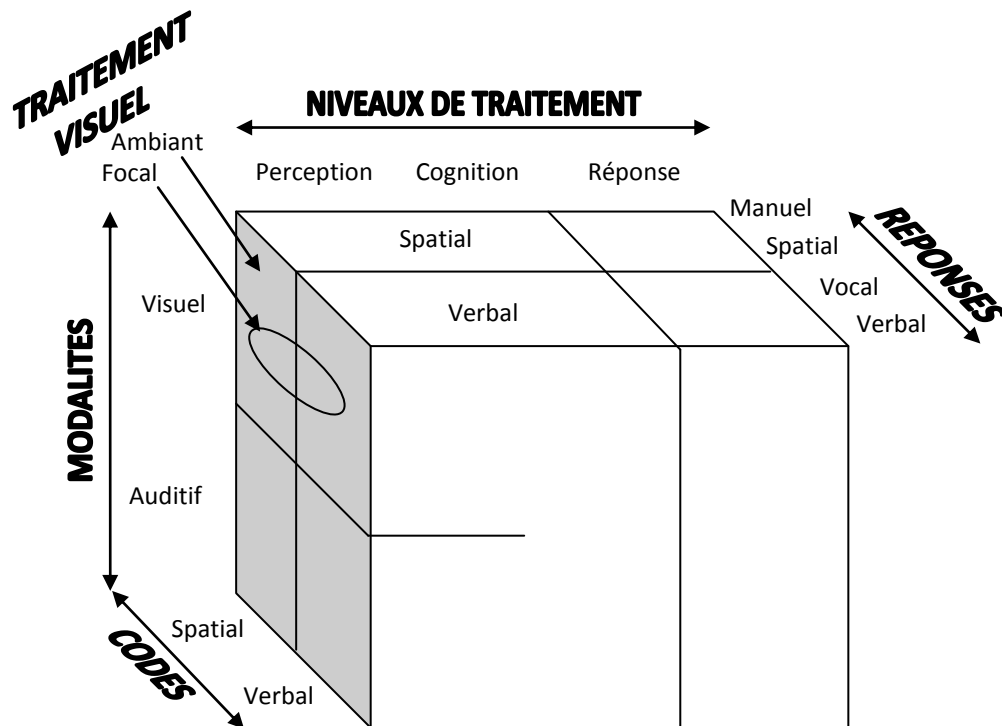 TRAITEMENT
VISUEL
NIVEAUX DE TRAITEMENT
Ambiant
Focal
Perception
Cognition
Réponse
Manuel
Spatial
Vocal
Verbal
REPONSES
Spatial
Verbal
Visuel
MODALITES
Auditif
Spatial
Verbal
CODES